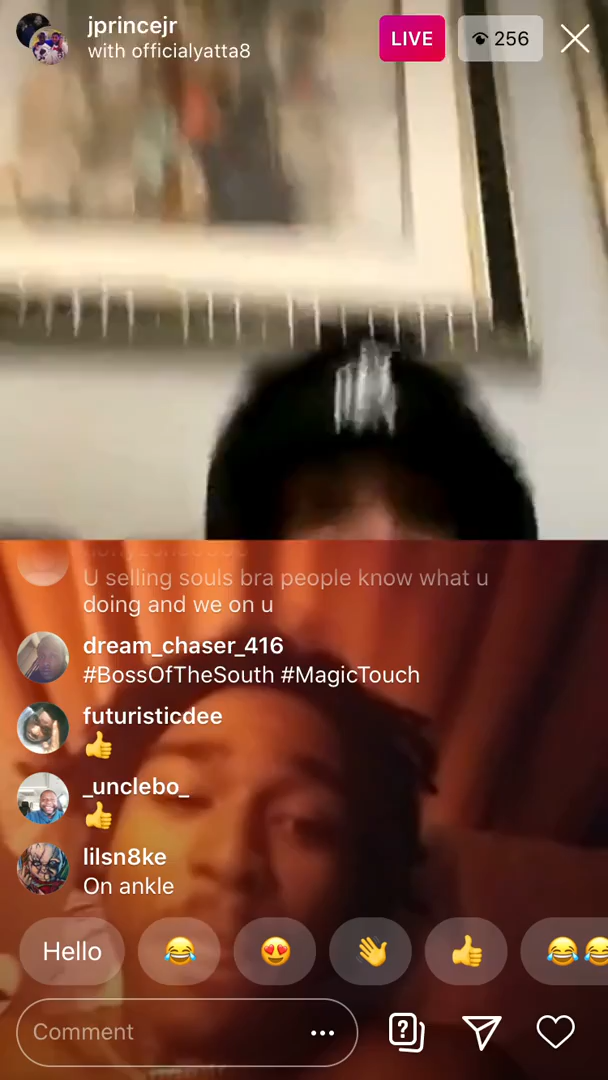 jprincejr
with officialyatta8
LIVE
256
U selling souls bra people know what u
doing and we on u
dream_chaser_416
#BossOfTheSouth #MagicTouch
futuristicdee
👍
_unclebo_
👍
lilsn8ke
On ankle
Hello 😂 😍 👋 👍 😂😂
Comment